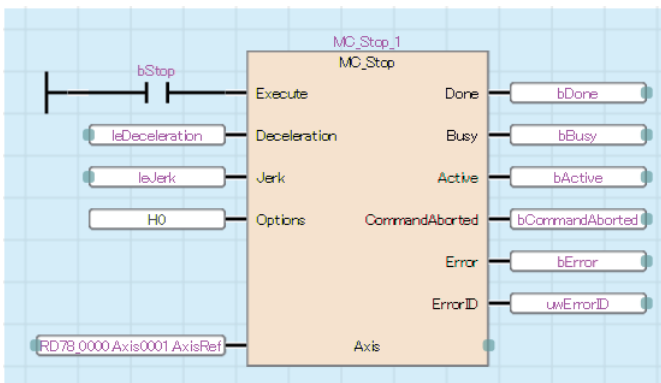 MC_Stop_1
MC_Stop
bStop
Execute Done bDone
leDeceleration Deceleration Busy bBusy
leJerk Jerk Active bActive
H0 Options CommandAborted bCommandAborted
Error bError
ErrorID uwErrorID
RD78_0000.Axis0001.AxisRef Axis